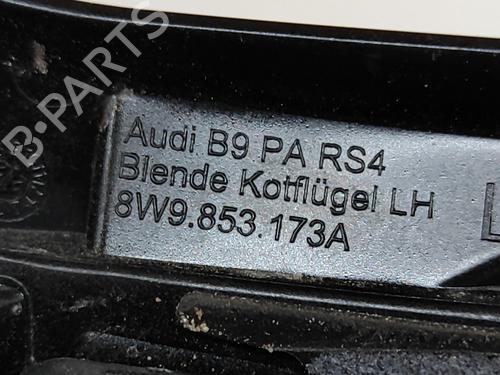 B-PARTS
Audi B9 PA RS4
Blende Kotflügel LH
8W9.853.173A
L